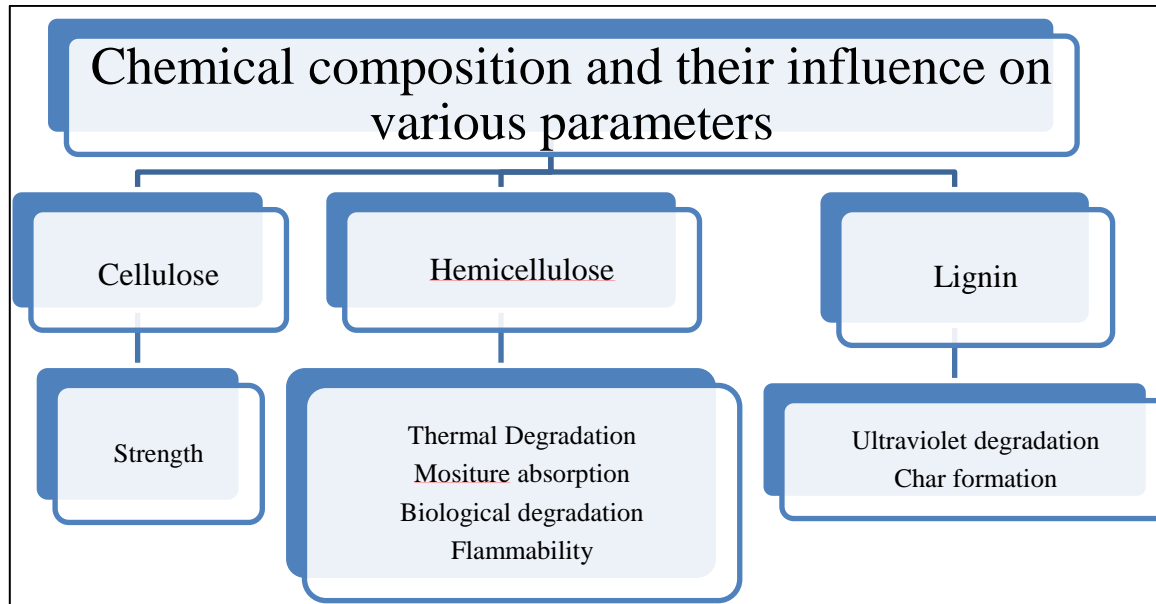 Chemical composition and their influence on
various parameters
Cellulose
Hemicellulose
Lignin
Strength
Thermal Degradation
Mositure absorption
Biological degradation
Flammability
Ultraviolet degradation
Char formation